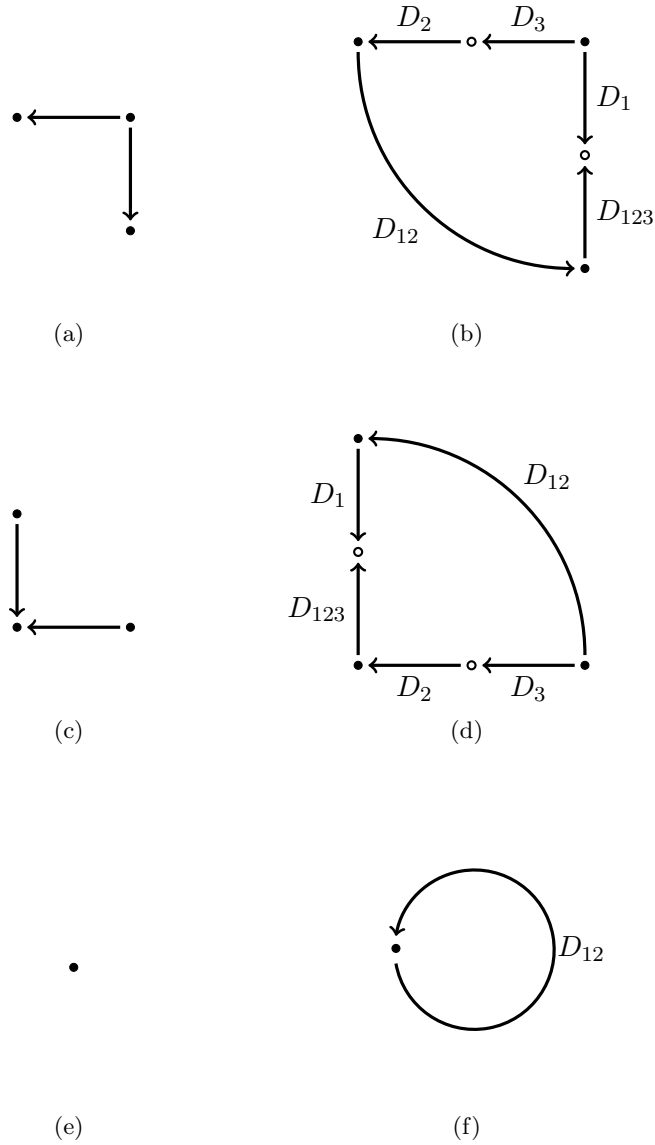 D₂ D₃
D₁
D₁₂₃
D₁₂
(a) (b)
D₁₂
D₁
D₁₂₃
D₂ D₃
(c) (d)
D₁₂
(e) (f)